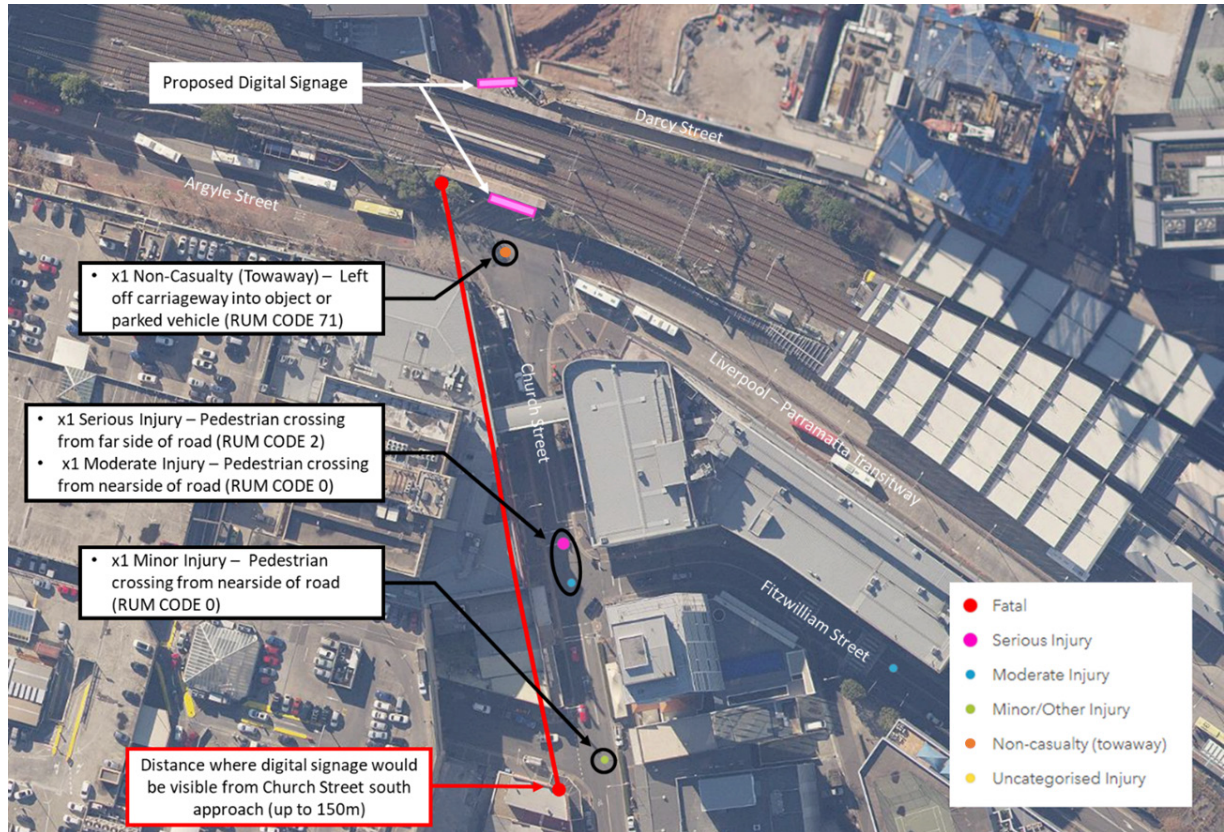 Proposed Digital Signage
Darcy Street
Argyle Street
• x1 Non-Casualty (Towaway) – Left
off carriageway into object or
parked vehicle (RUM CODE 71)
Church Street
Liverpool – Parramatta Transitway
• x1 Serious Injury – Pedestrian crossing
from far side of road (RUM CODE 2)
• x1 Moderate Injury – Pedestrian crossing
from nearside of road (RUM CODE 0)
• x1 Minor Injury – Pedestrian
crossing from nearside of road
(RUM CODE 0)
Fitzwilliam Street
Fatal
Serious Injury
Moderate Injury
Minor/Other Injury
Non-casualty (towaway)
Uncategorised Injury
Distance where digital signage would
be visible from Church Street south
approach (up to 150m)